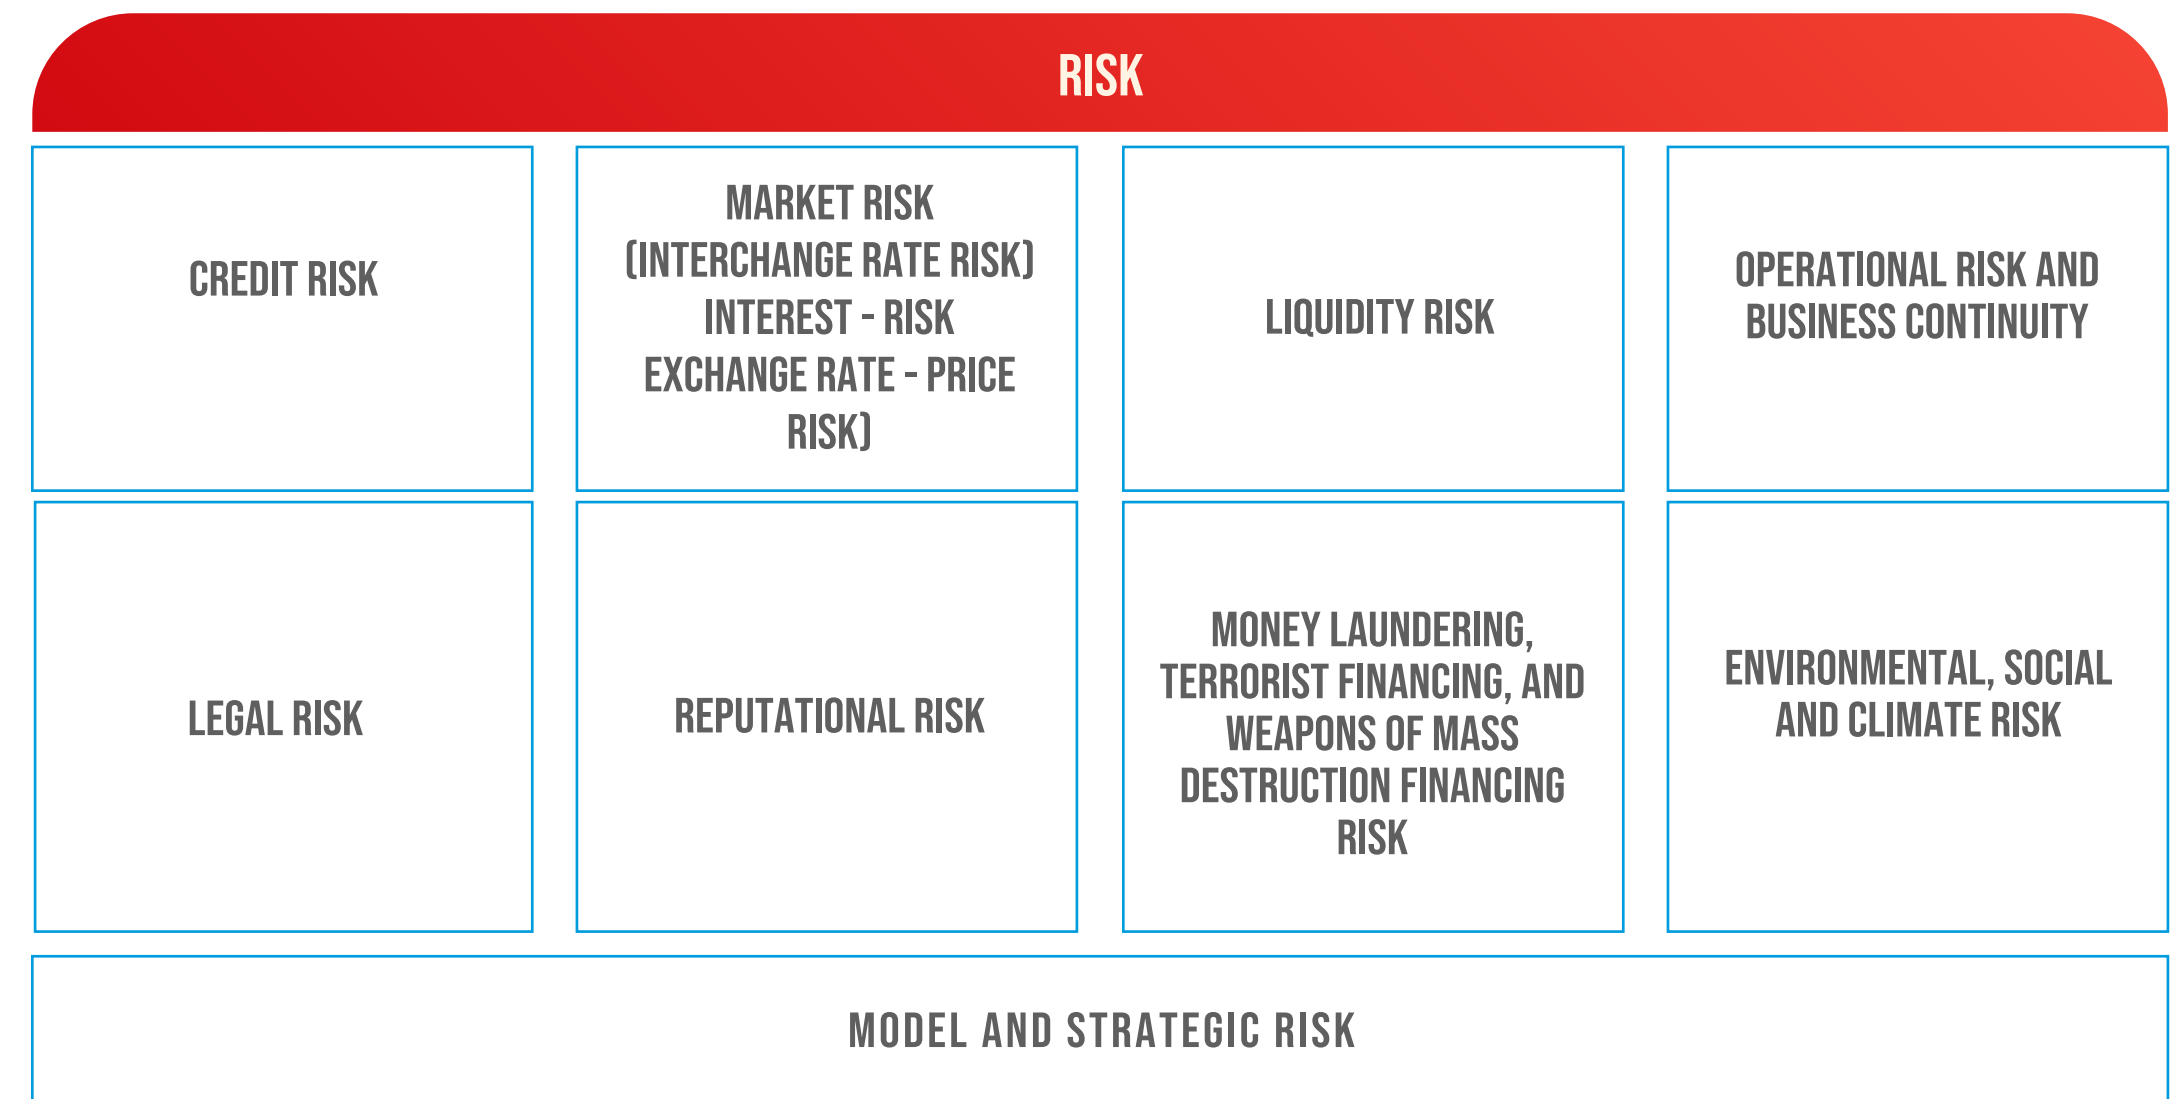 RISK
CREDIT RISK
MARKET RISK
(INTERCHANGE RATE RISK)
INTEREST - RISK
EXCHANGE RATE - PRICE
RISK)
LIQUIDITY RISK
OPERATIONAL RISK AND
BUSINESS CONTINUITY
LEGAL RISK
REPUTATIONAL RISK
MONEY LAUNDERING,
TERRORIST FINANCING, AND
WEAPONS OF MASS
DESTRUCTION FINANCING
RISK
ENVIRONMENTAL, SOCIAL
AND CLIMATE RISK
MODEL AND STRATEGIC RISK